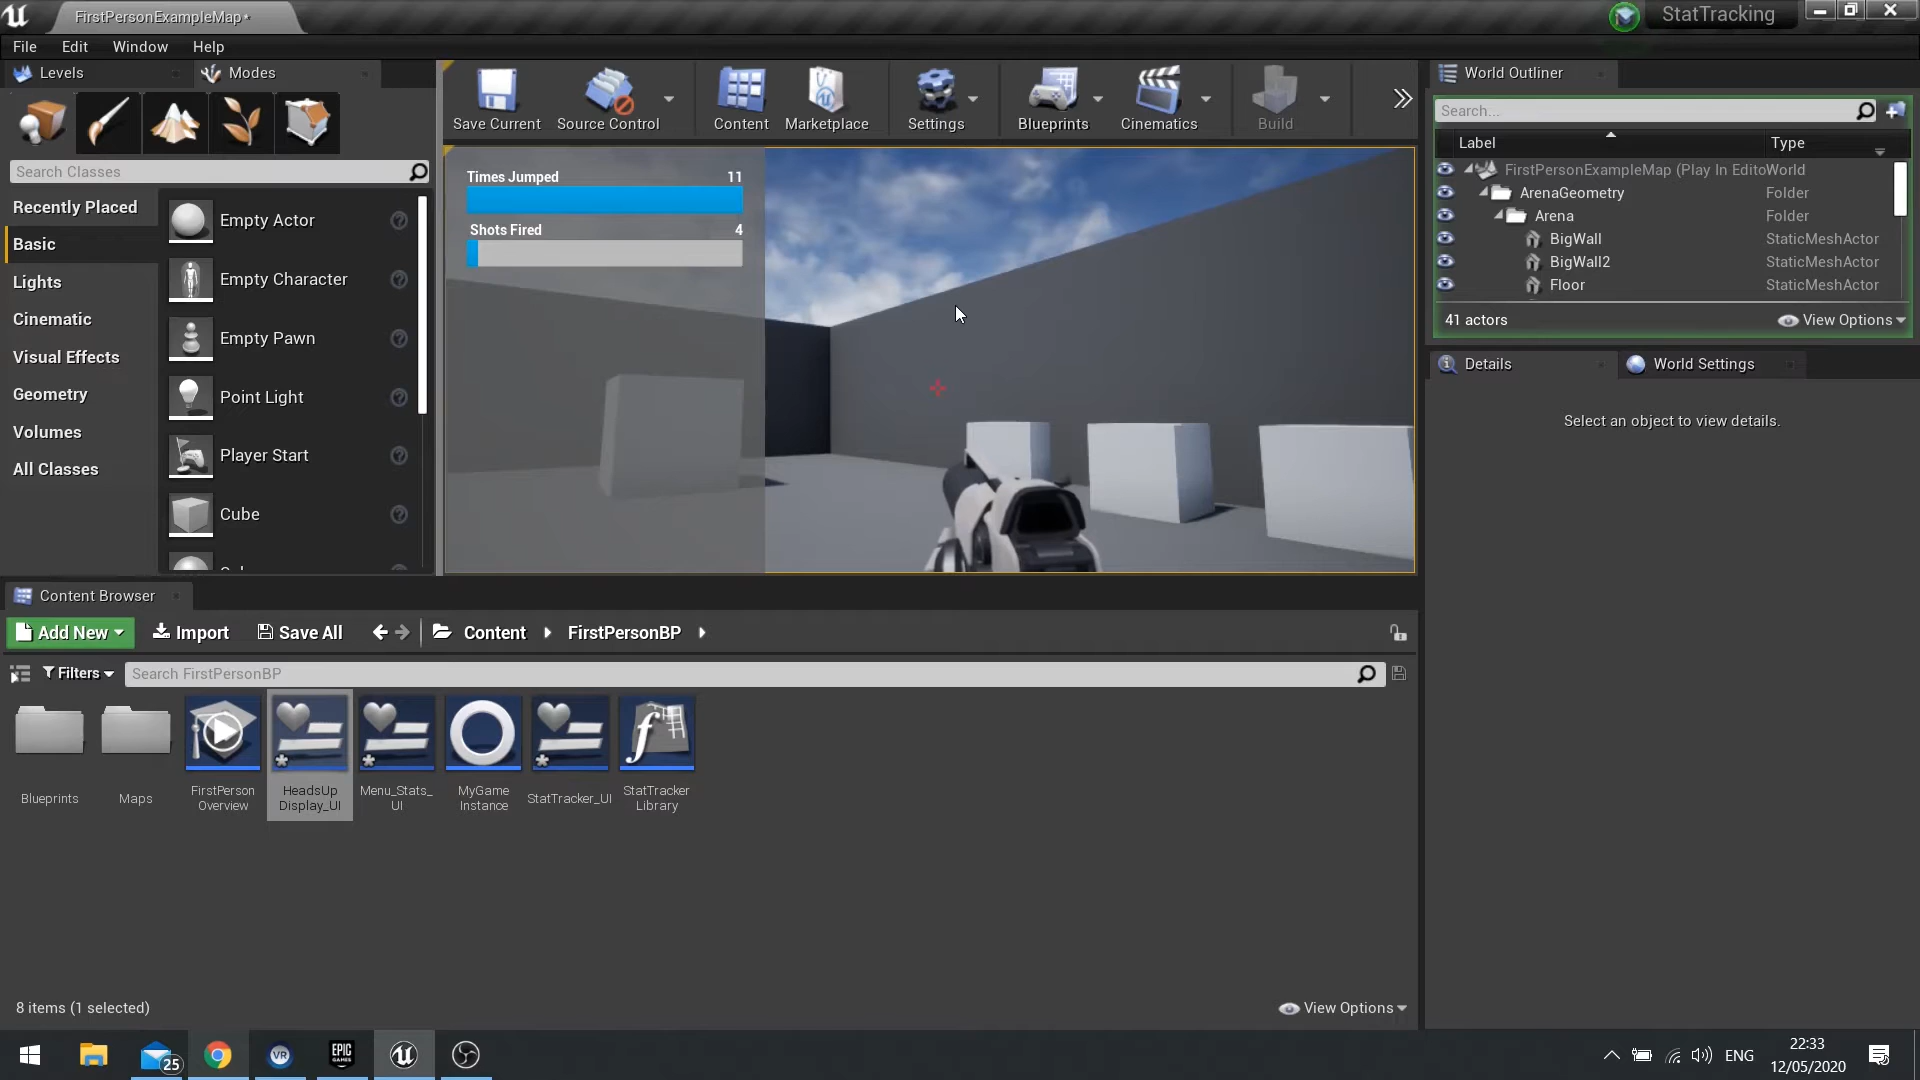 FirstPersonExampleMap•
StatTracking
File Edit Window Help
Levels
Modes
Search Classes
Recently Placed
Basic
Lights
Cinematic
Visual Effects
Geometry
Volumes
All Classes
Empty Actor
Empty Character
Empty Pawn
Point Light
Player Start
Cube
Save Current
Source Control
Content
Marketplace
Settings
Blueprints
Cinematics
Build
Times Jumped 11
Shots Fired 4
World Outliner
Search...
Label Type
FirstPersonExampleMap (Play In EditoWorld
ArenaGeometry Folder
Arena Folder
BigWall StaticMeshActor
BigWall2 StaticMeshActor
Floor StaticMeshActor
41 actors
View Options
Details
World Settings
Select an object to view details.
Content Browser
Add New Import Save All Content FirstPersonBP
Filters Search FirstPersonBP
Blueprints
Maps
FirstPerson
Overview
HeadsUp
Display_UI
Menu_Stats_
UI
MyGame
Instance
StatTracker_UI
StatTracker
Library
8 items (1 selected)
View Options
25
VR
EPIC
GAMES
ENG
22:33
12/05/2020